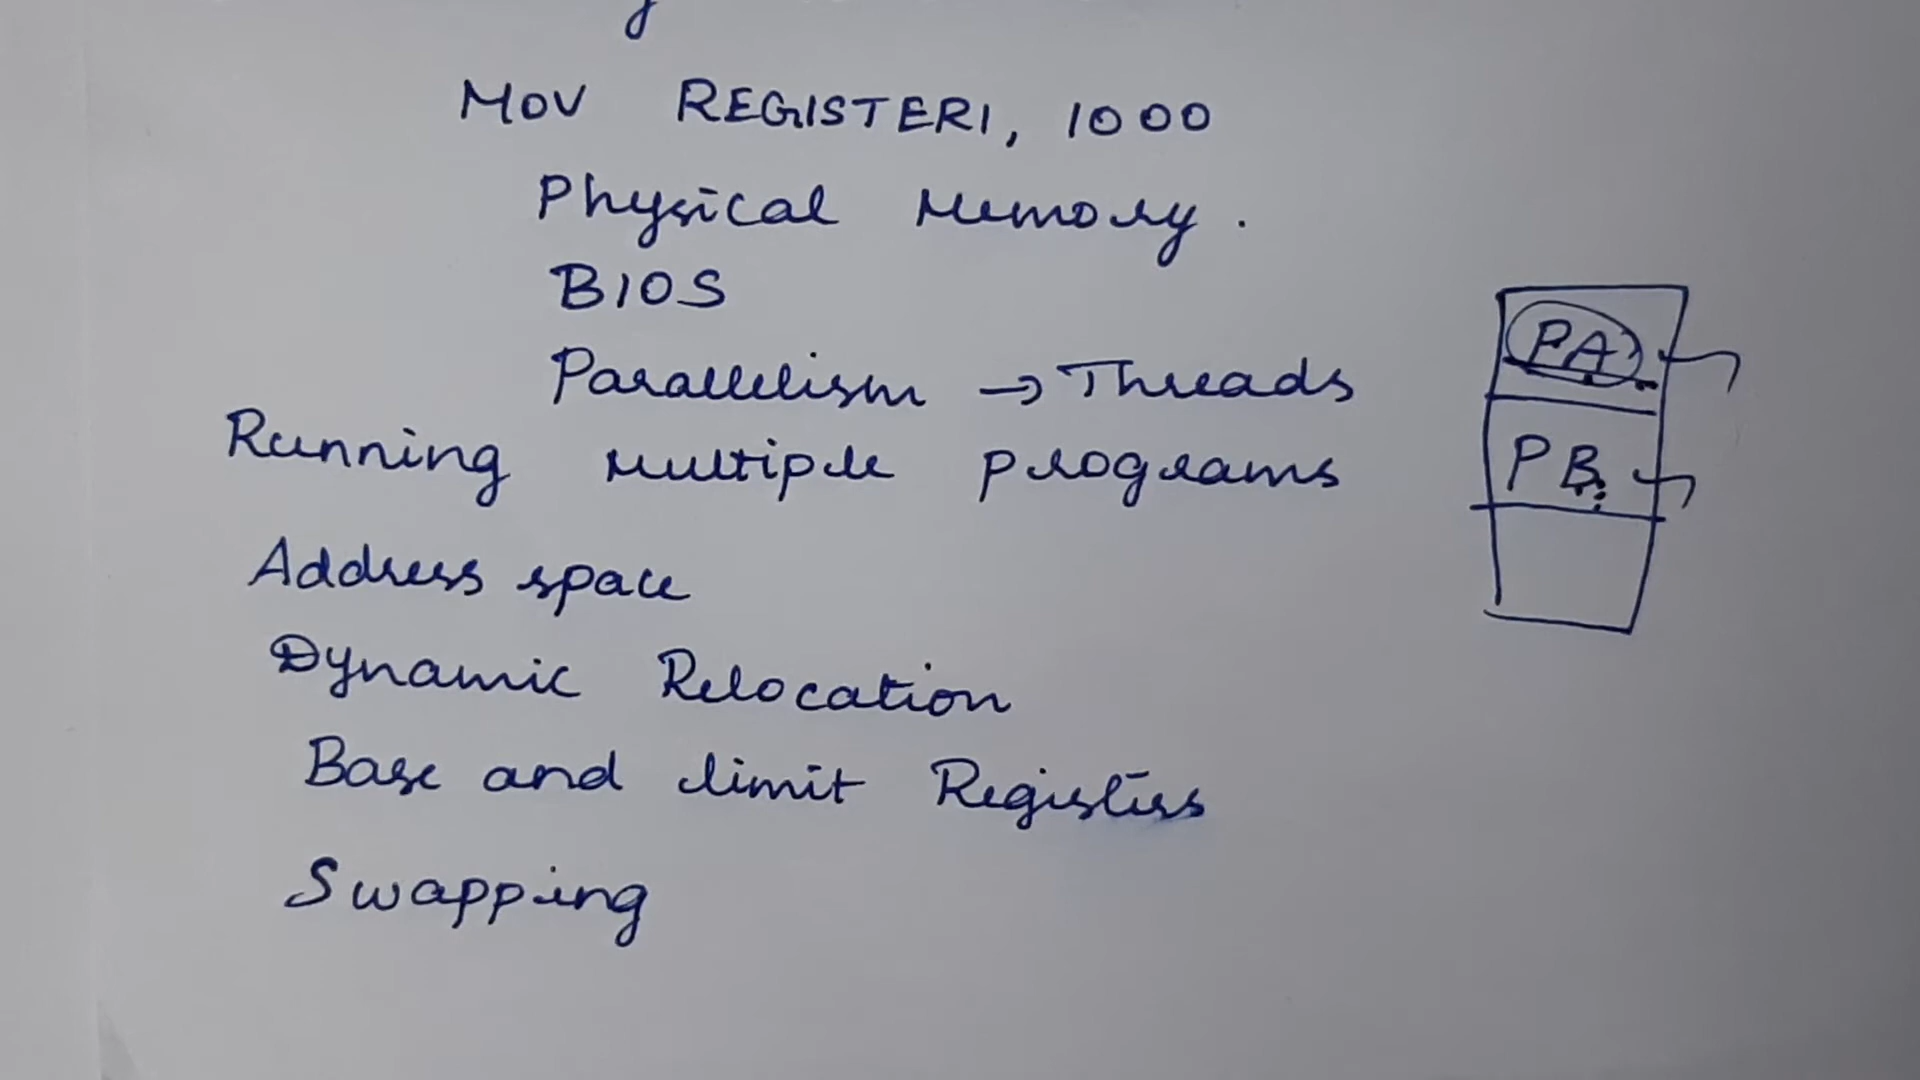 MOV REGISTER1, 1000
Physical Memory.
BIOS
Parallelism → Threads
Running multiple programs
Address space
Dynamic Relocation
Base and limit Registers
Swapping
PA
PB